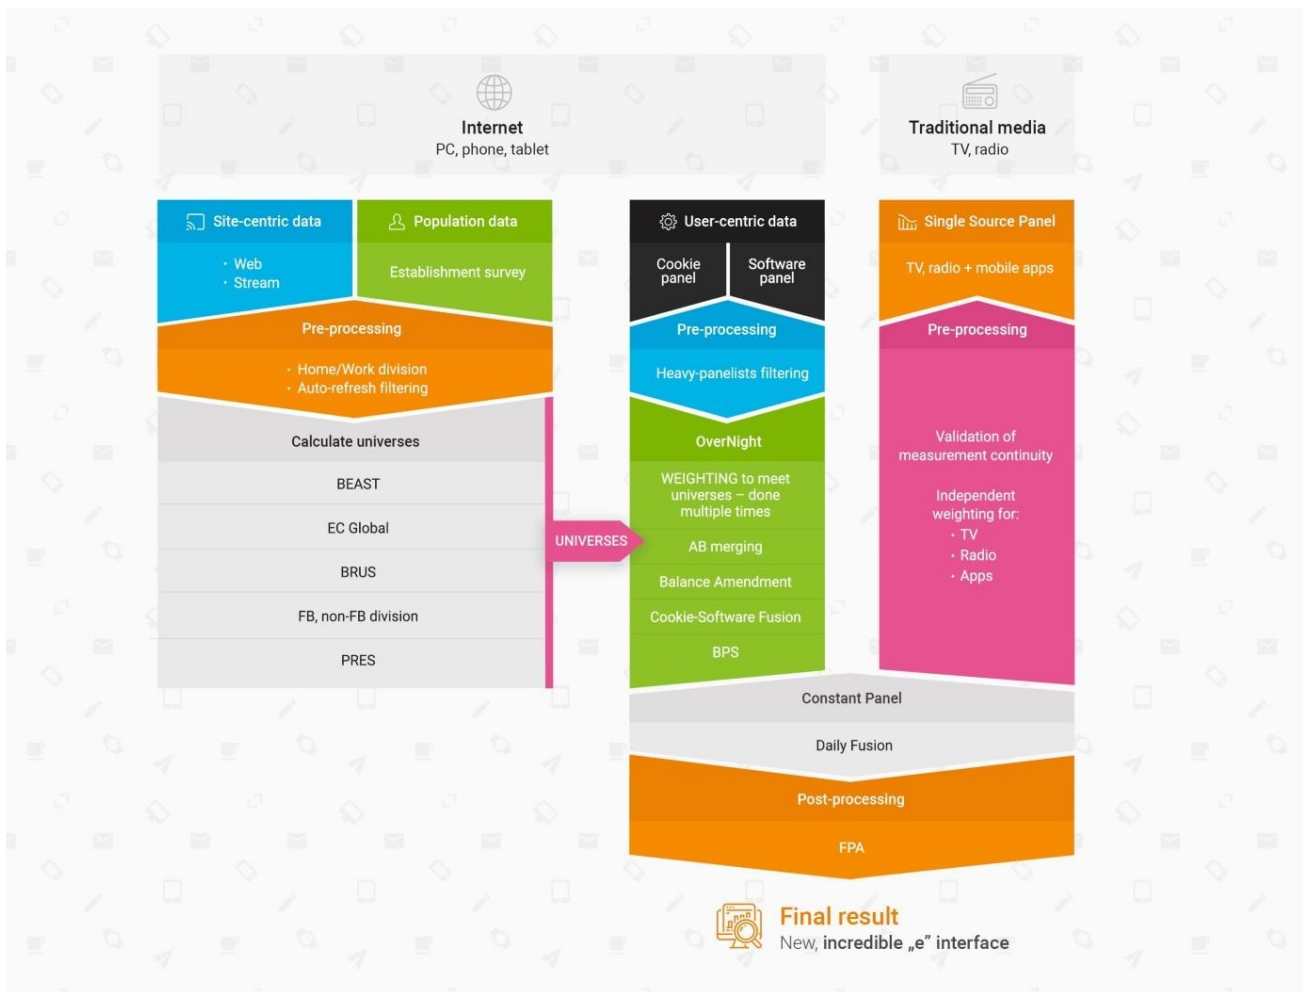 Internet
PC, phone, tablet
Traditional media
TV, radio
Site-centric data
· Web
· Stream
Population data
Establishment survey
Pre-processing
· Home/Work division
· Auto-refresh filtering
Calculate universes
BEAST
EC Global
BRUS
FB, non-FB division
PRES
UNIVERSES
User-centric data
Cookie
panel
Software
panel
Pre-processing
Heavy-panelists filtering
OverNight
WEIGHTING to meet
universes – done
multiple times
AB merging
Balance Amendment
Cookie-Software Fusion
BPS
Single Source Panel
TV, radio + mobile apps
Pre-processing
Validation of
measurement continuity
Independent
weighting for:
· TV
· Radio
· Apps
Constant Panel
Daily Fusion
Post-processing
FPA
Final result
New, incredible „e” interface